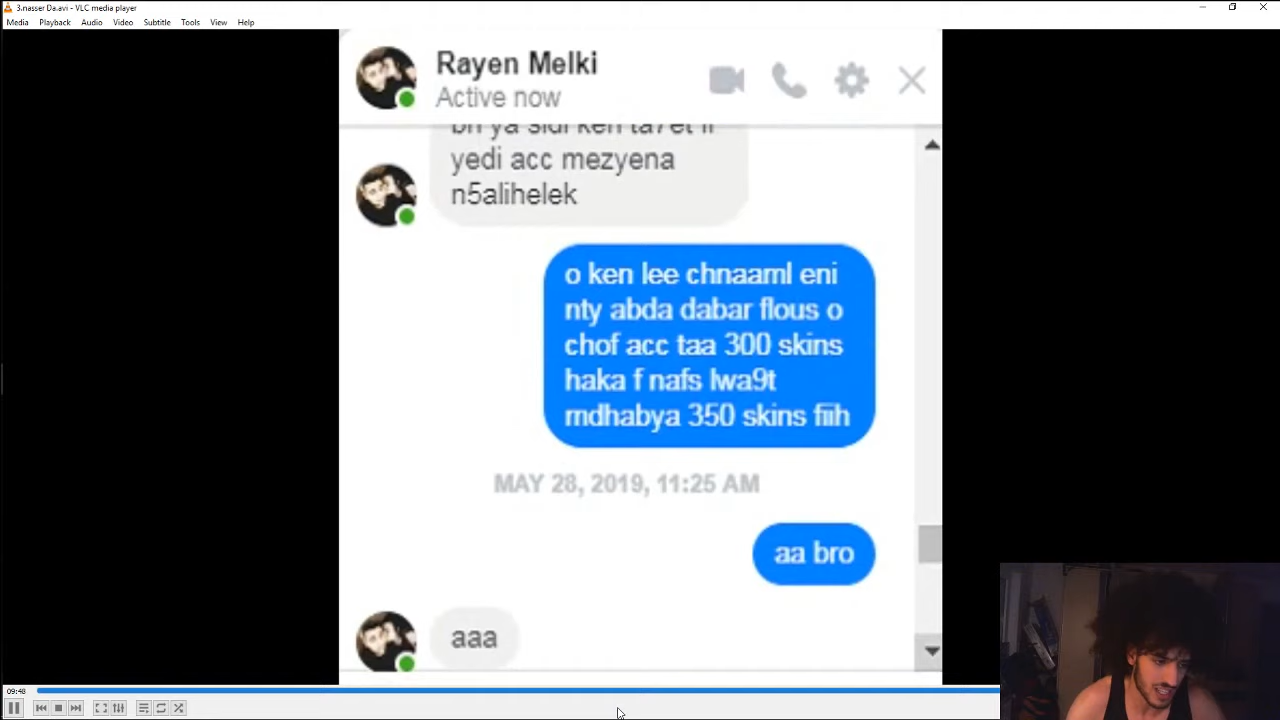 3.nasser Da.avi - VLC media player
Media Playback Audio Video Subtitle Tools View Help
Rayen Melki
Active now
bh ya sidi ken ta7et li
yedi acc mezyena
n5alihelek
o ken lee chnaaml eni
nty abda dabar flous o
chof acc taa 300 skins
haka f nafs lwa9t
mdhabya 350 skins fiih
MAY 28, 2019, 11:25 AM
aa bro
aaa
09:48